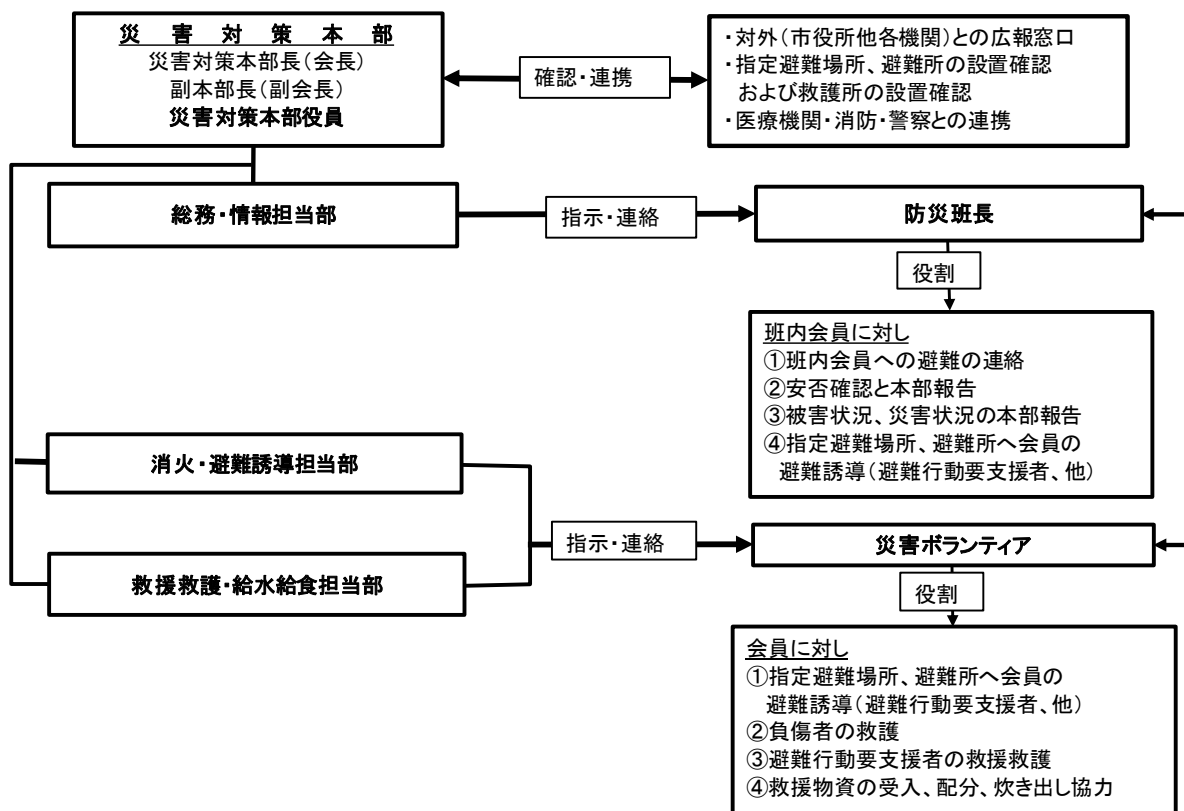 災害対策本部
災害対策本部長（会長）
副本部長（副会長）
災害対策本部役員
確認・連携
・対外（市役所他各機関）との広報窓口
・指定避難場所、避難所の設置確認
および救護所の設置確認
・医療機関・消防・警察との連携
総務・情報担当部
指示・連絡
防災班長
役割
班内会員に対し
①班内会員への避難の連絡
②安否確認と本部報告
③被害状況、災害状況の本部報告
④指定避難場所、避難所へ会員の
避難誘導（避難行動要支援者、他）
消火・避難誘導担当部
救援救護・給水給食担当部
指示・連絡
災害ボランティア
役割
会員に対し
①指定避難場所、避難所へ会員の
避難誘導（避難行動要支援者、他）
②負傷者の救護
③避難行動要支援者の救援救護
④救援物資の受入、配分、炊き出し協力